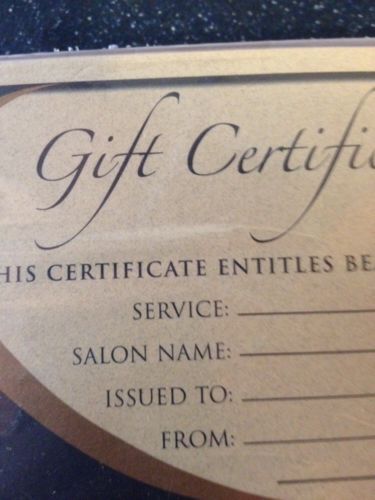 Gift Certific
HIS CERTIFICATE ENTITLES BE
SERVICE:
SALON NAME:
ISSUED TO:
FROM: